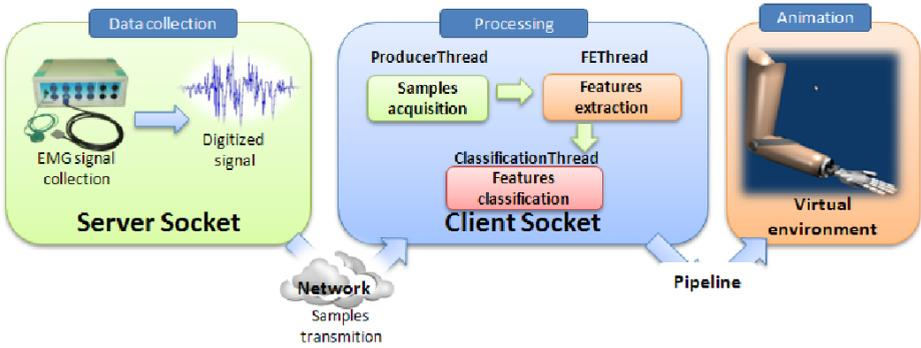 Data collection
EMG signal
collection
Digitized
signal
Server Socket
Network
Samples
transmition
Processing
ProducerThread
Samples
acquisition
FEThread
Features
extraction
ClassificationThread
Features
classification
Client Socket
Pipeline
Animation
Virtual
environment